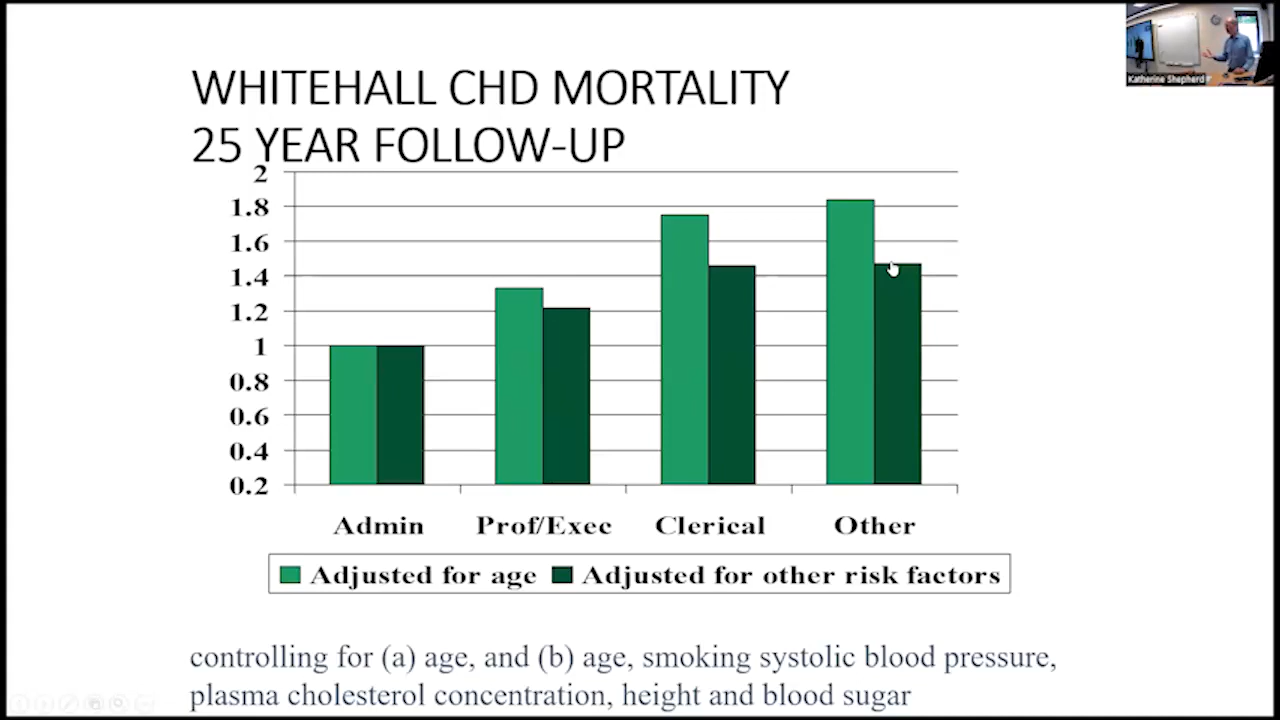 Katherine Shepherd
WHITEHALL CHD MORTALITY
25 YEAR FOLLOW-UP
2
1.8
1.6
1.4
1.2
1
0.8
0.6
0.4
0.2
Admin Prof/Exec Clerical Other
Adjusted for age Adjusted for other risk factors
controlling for (a) age, and (b) age, smoking systolic blood pressure,
plasma cholesterol concentration, height and blood sugar